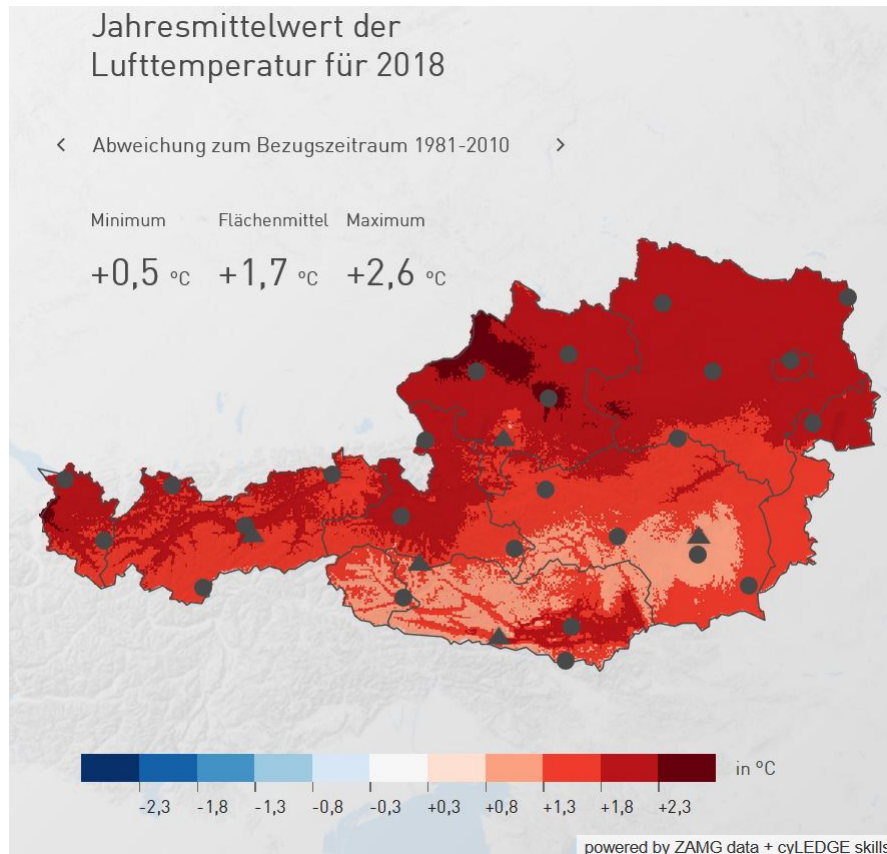 Jahresmittelwert der
Lufttemperatur für 2018
< Abweichung zum Bezugszeitraum 1981-2010 >
Minimum Flächenmittel Maximum
+0,5 °C +1,7 °C +2,6 °C
in °C
-2,3 -1,8 -1,3 -0,8 -0,3 +0,3 +0,8 +1,3 +1,8 +2,3
powered by ZAMG data + cyLEDGE skills